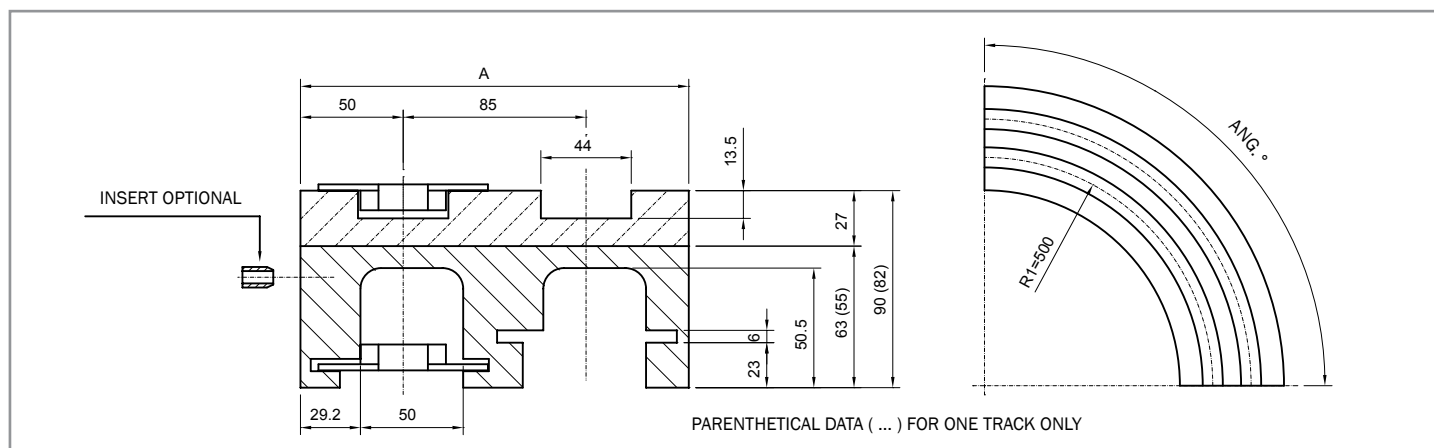 A
50
85
44
13.5
INSERT OPTIONAL
27
63 (55)
90 (82)
50.5
6
23
29.2
50
PARENTHETICAL DATA ( ... ) FOR ONE TRACK ONLY
ANG. °
R1=500